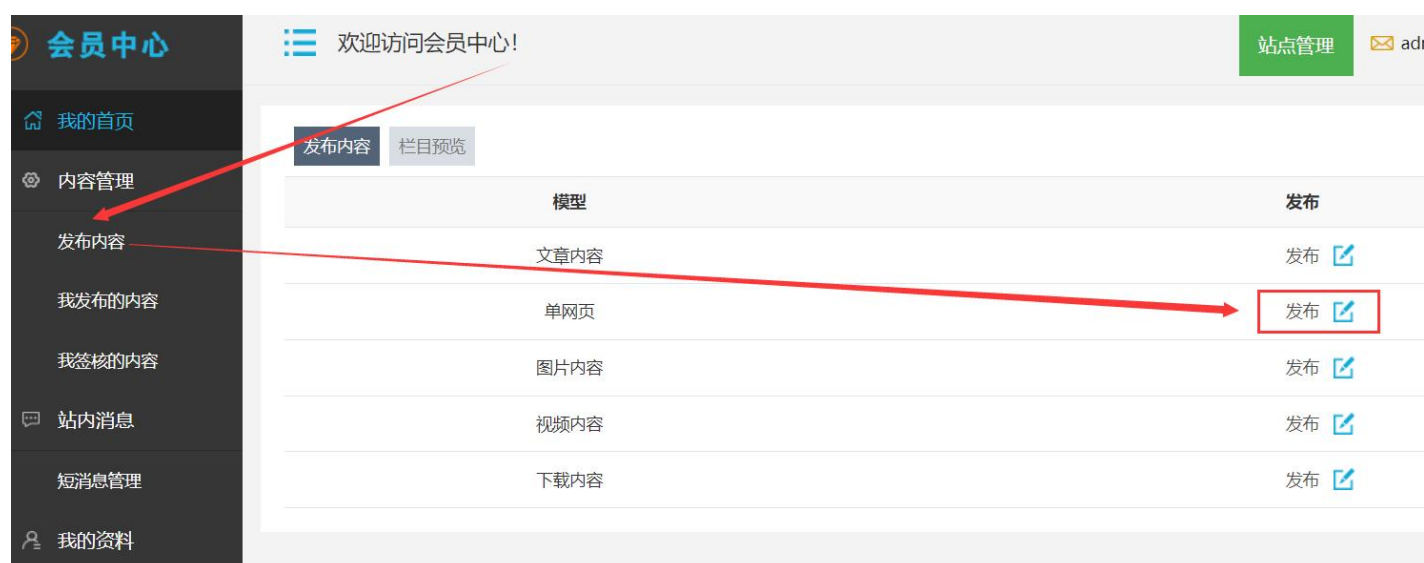 会员中心
欢迎访问会员中心!
站点管理
adr
我的首页
内容管理
发布内容
我发布的内容
我签核的内容
站内消息
短消息管理
我的资料
发布内容 栏目预览
模型 发布
文章内容 发布
单网页 发布
图片内容 发布
视频内容 发布
下载内容 发布